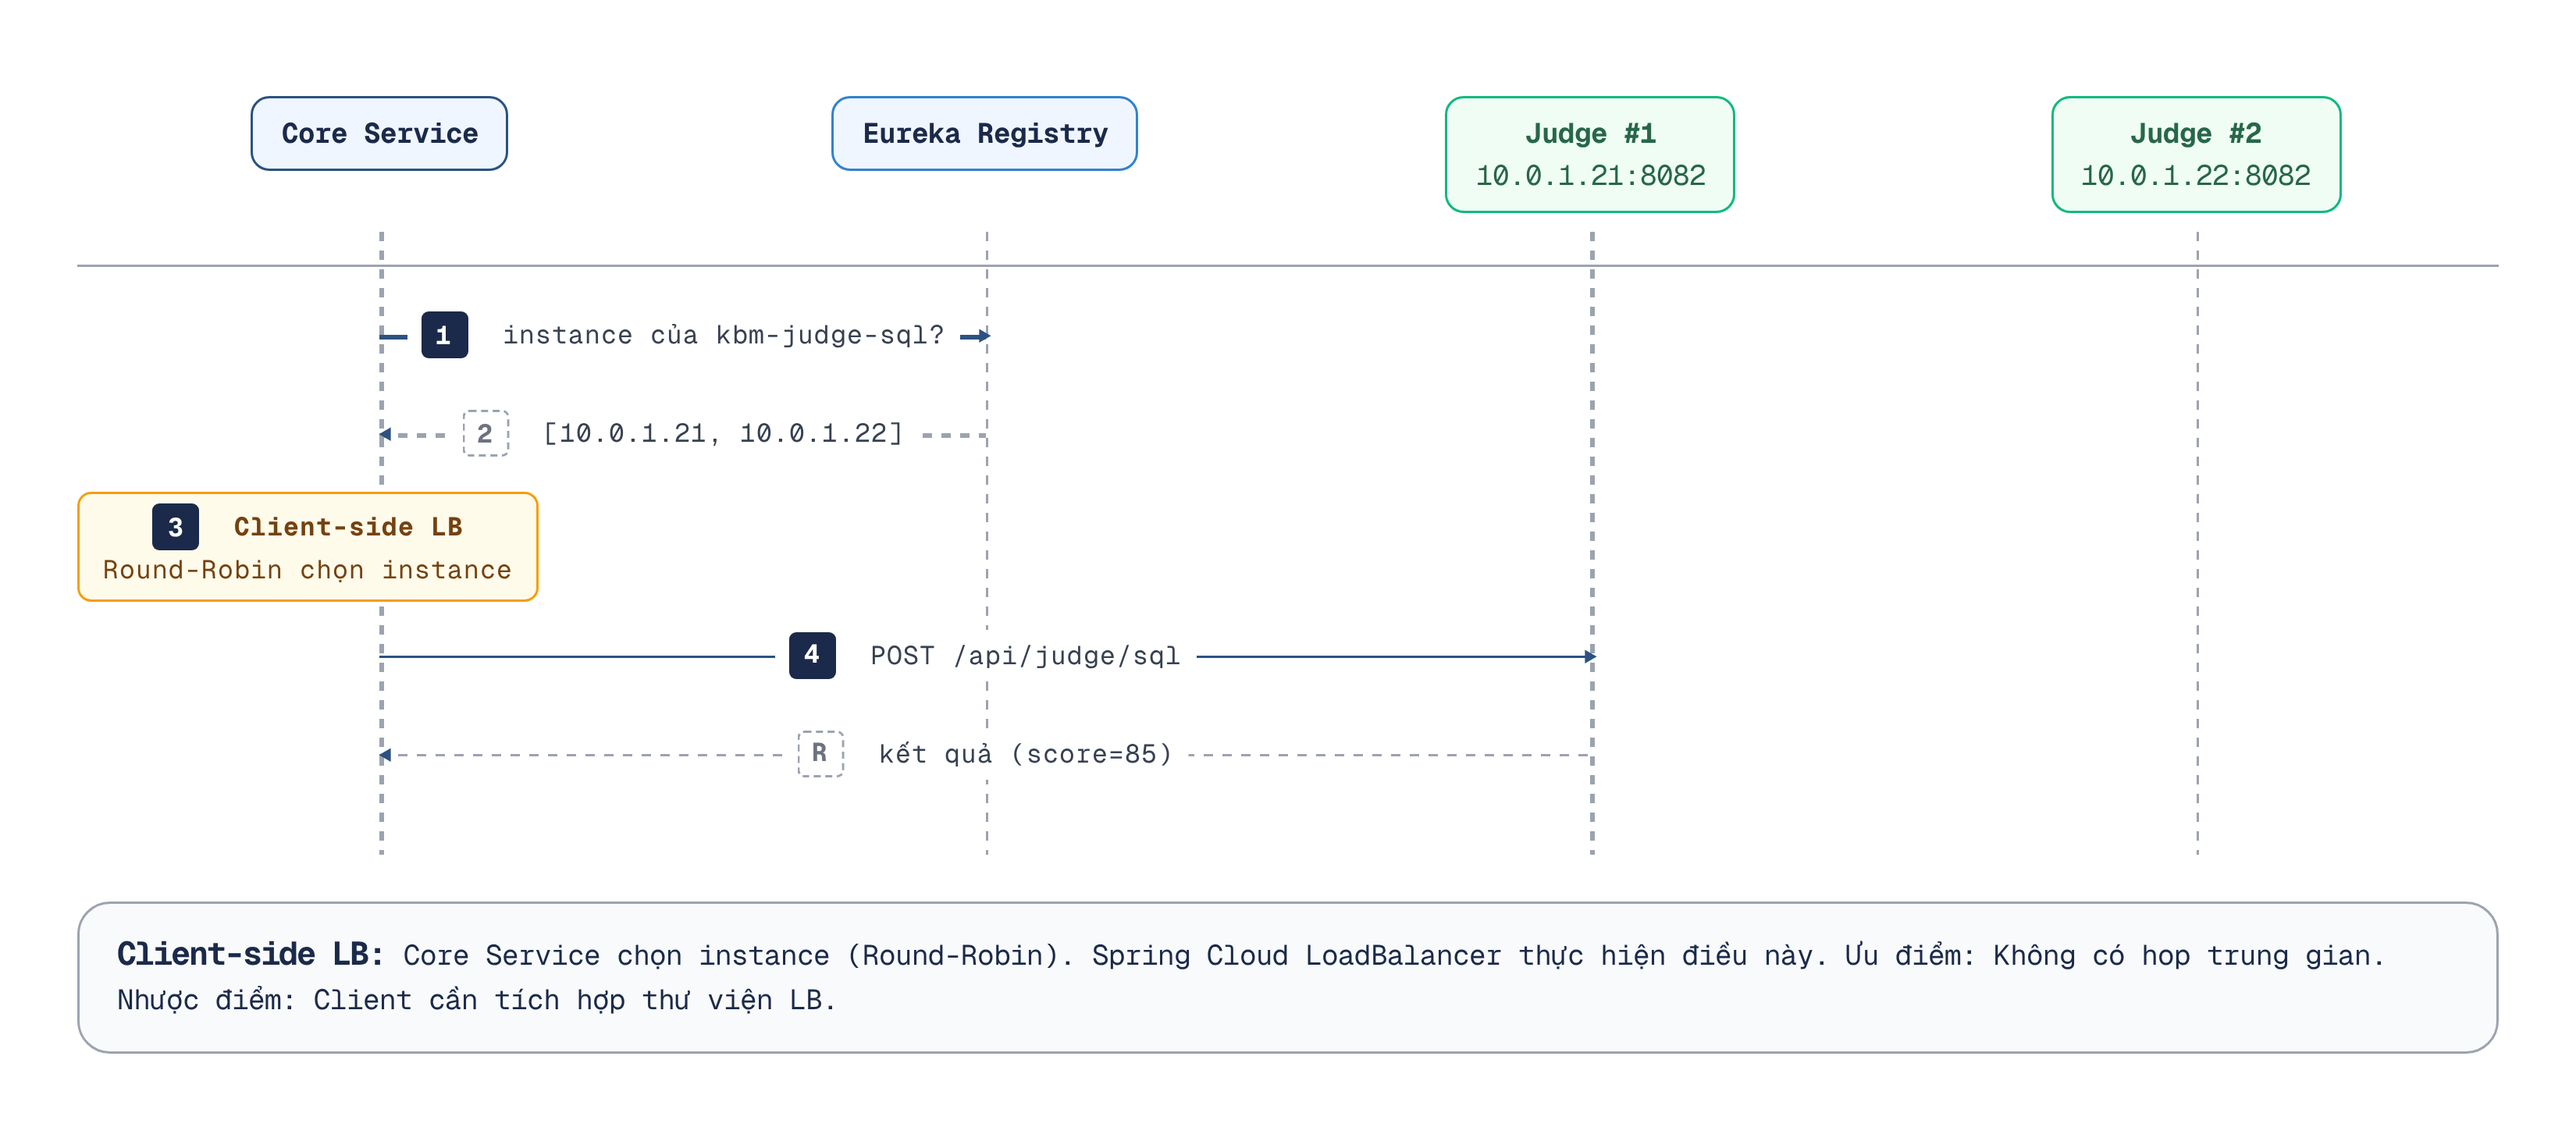 Core Service
Eureka Registry
Judge #1
10.0.1.21:8082
Judge #2
10.0.1.22:8082
1 instance của kbm-judge-sql?
2 [10.0.1.21, 10.0.1.22]
3 Client-side LB
Round-Robin chọn instance
4 POST /api/judge/sql
R kết quả (score=85)
Client-side LB: Core Service chọn instance (Round-Robin). Spring Cloud LoadBalancer thực hiện điều này. Ưu điểm: Không có hop trung gian.
Nhược điểm: Client cần tích hợp thư viện LB.